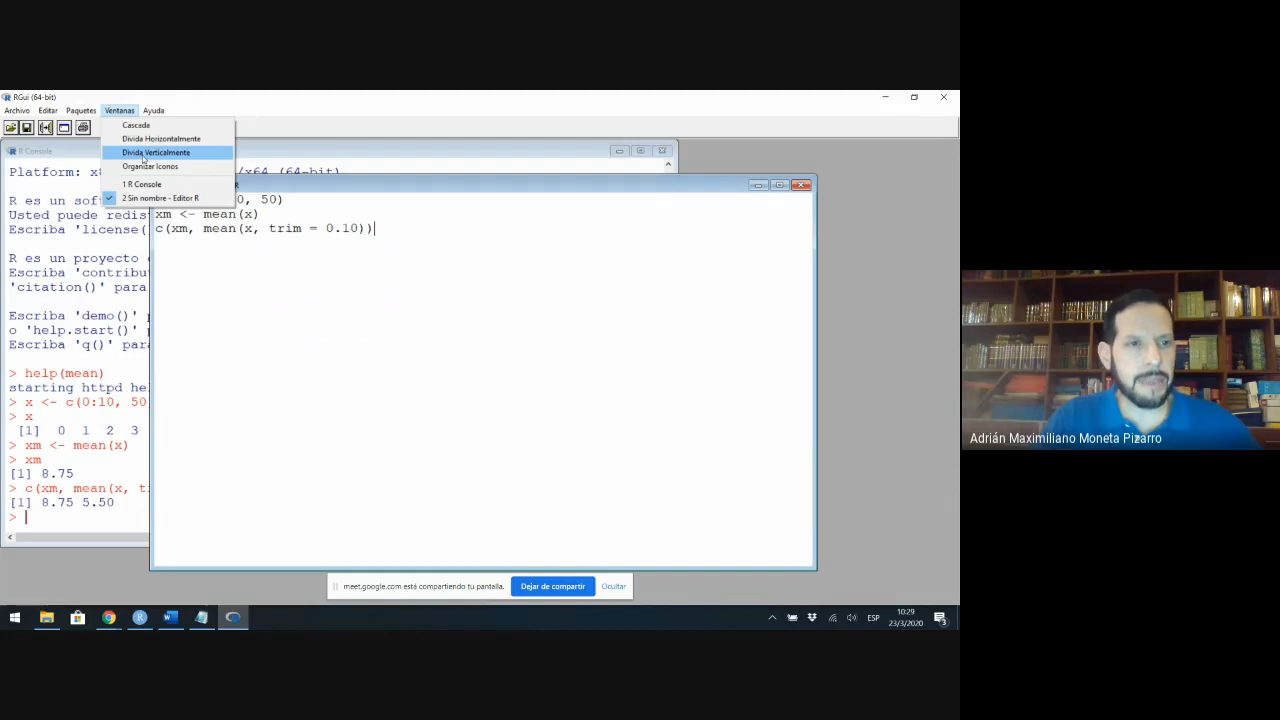 RGui (64-bit)
Archivo Editar Paquetes Ventanas Ayuda
Cascada
Divida Horizontalmente
Divida Verticalmente
Organizar Iconos
1 R Console
2 Sin nombre - Editor R
R Console
Platform: x8
/x64 (64-bit)
R es un sof
Usted puede redis
Escriba 'license(
R es un proyecto
Escriba 'contribu
'citation()' para
Escriba 'demo()'
o 'help.start()'
Escriba 'q()' para
> help(mean)
starting httpd hel
> x <- c(0:10, 50
> x
[1] 0 1 2 3
> xm <- mean(x)
> xm
[1] 8.75
> c(xm, mean(x, tr
[1] 8.75 5.50
>
R
0, 50)
xm <- mean(x)
c(xm, mean(x, trim = 0.10))
meet.google.com está compartiendo tu pantalla. Dejar de compartir Ocultar
ESP
10:29
23/3/2020
3
Adrián Maximiliano Moneta Pizarro